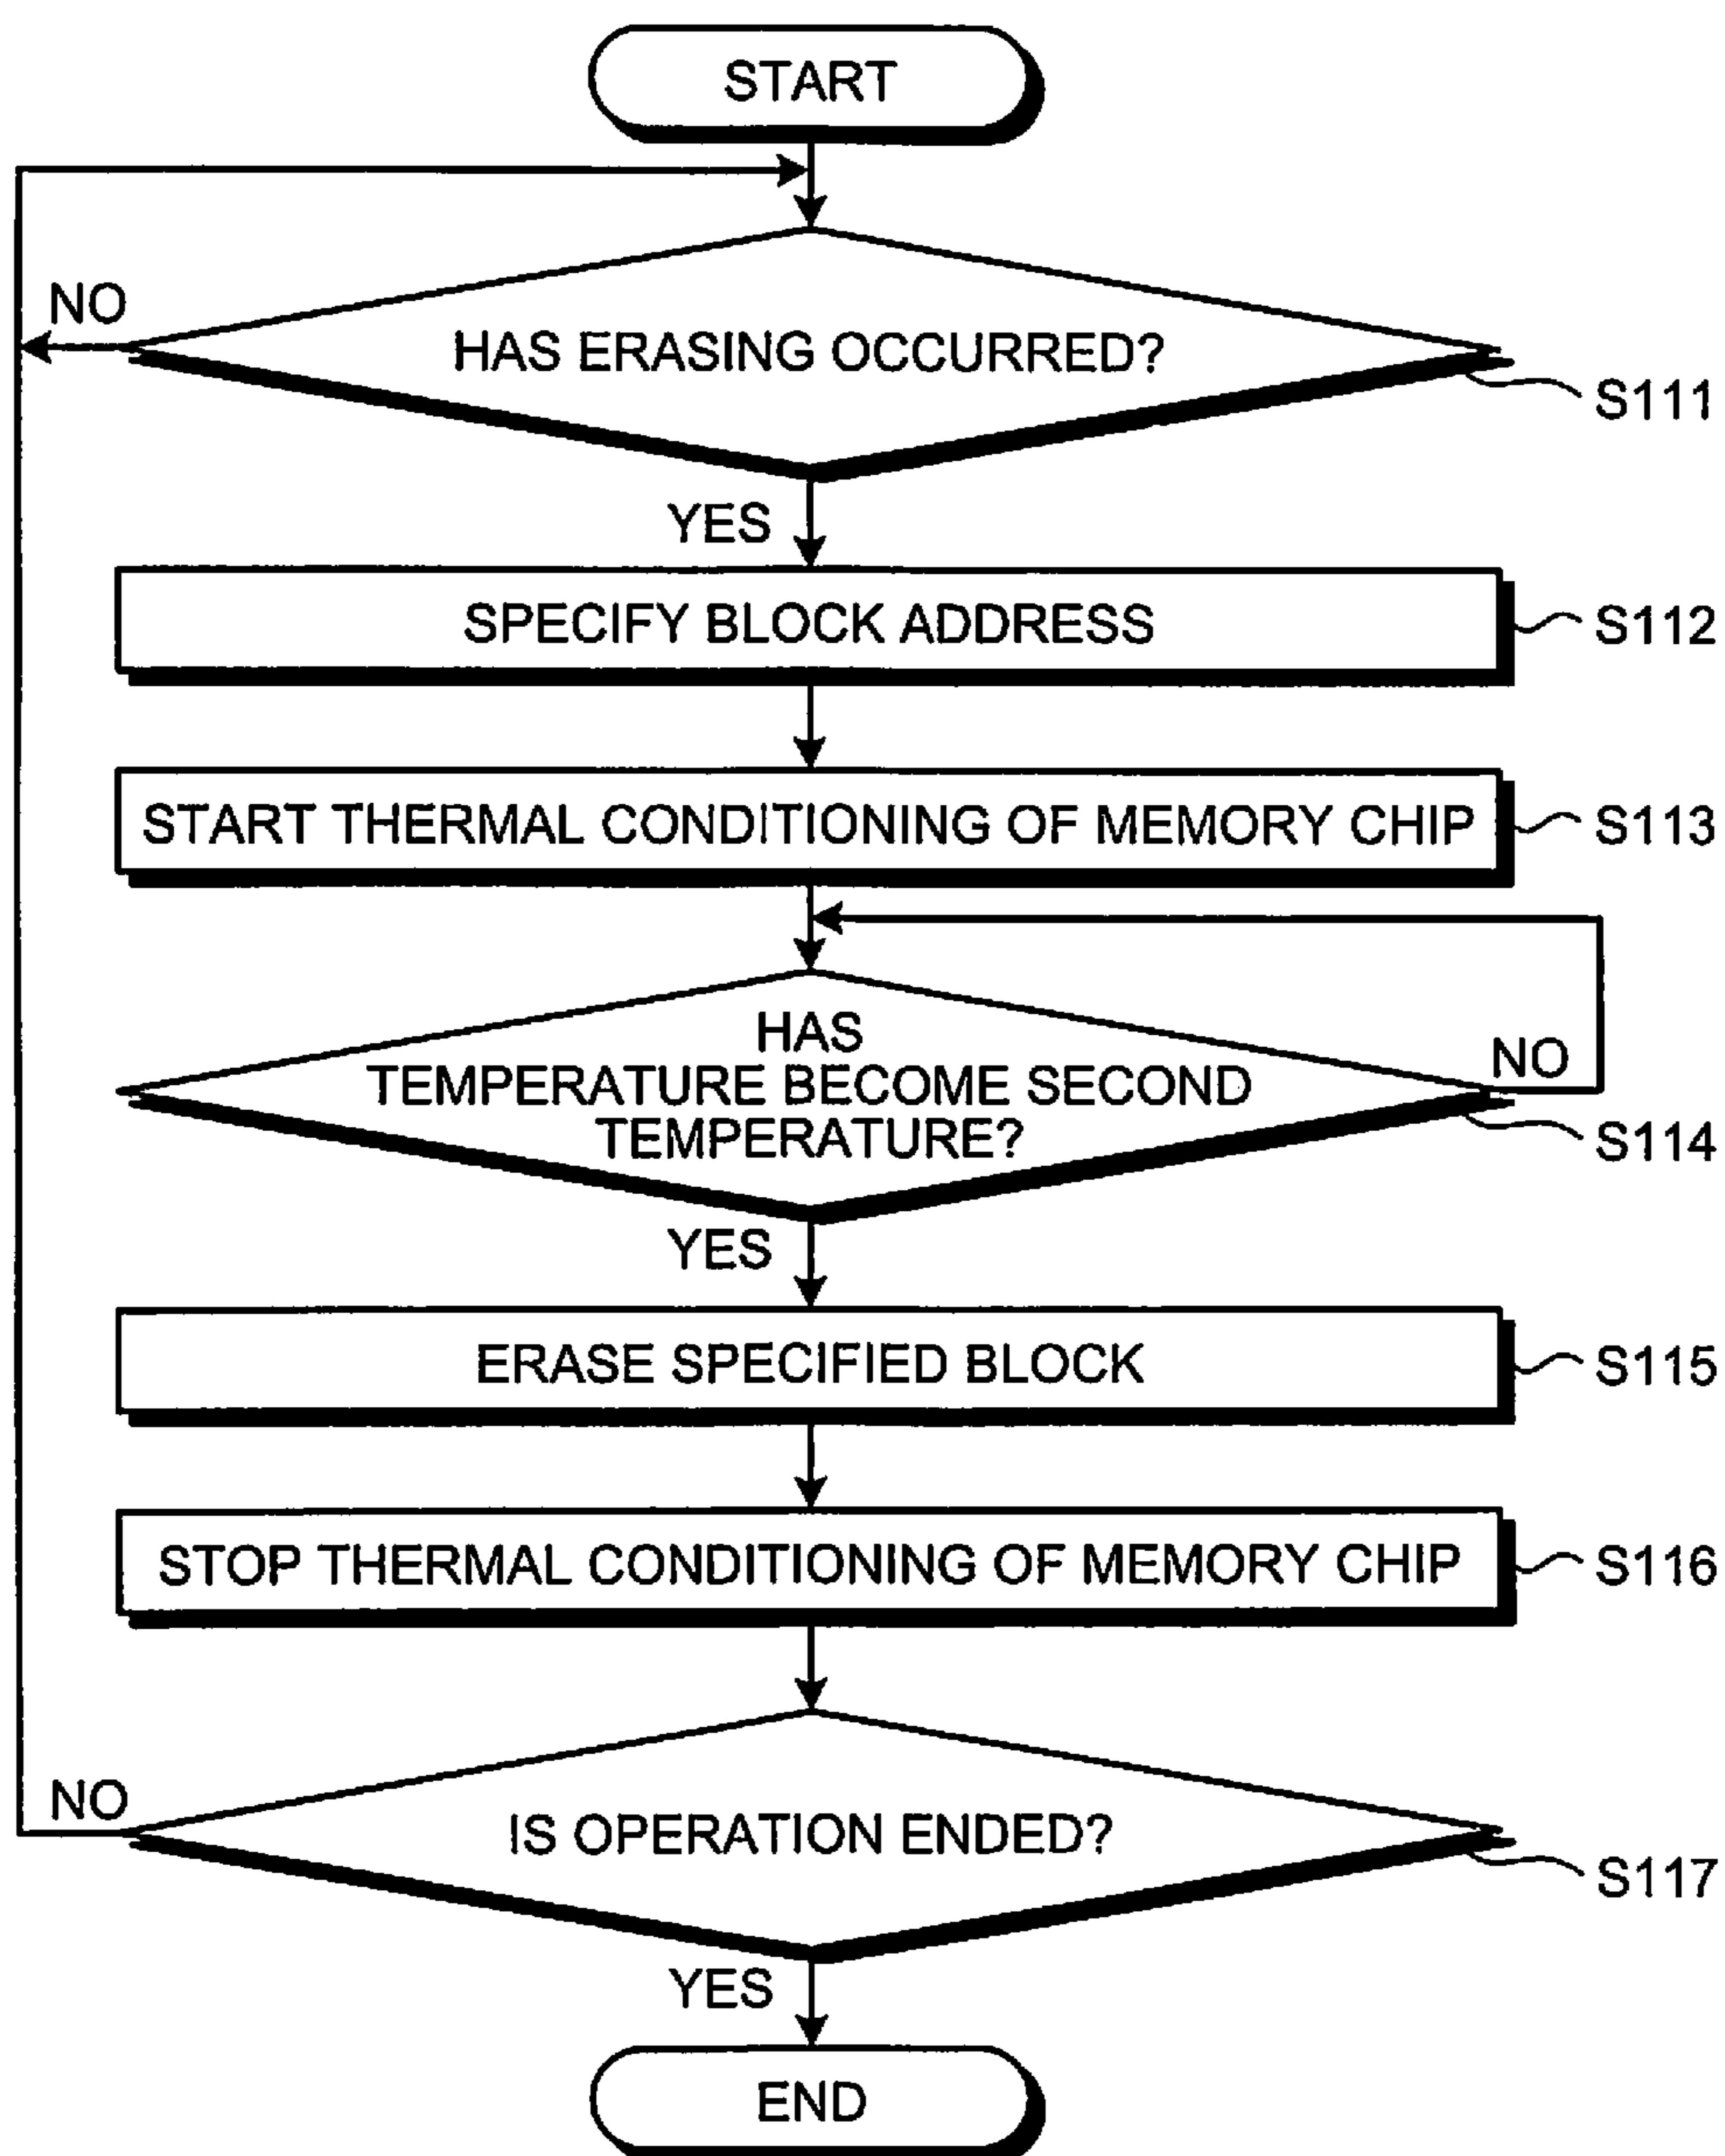 START
NO
HAS ERASING OCCURRED?
S111
YES
SPECIFY BLOCK ADDRESS
S112
START THERMAL CONDITIONING OF MEMORY CHIP
S113
HAS
TEMPERATURE BECOME SECOND
TEMPERATURE?
NO
S114
YES
ERASE SPECIFIED BLOCK
S115
STOP THERMAL CONDITIONING OF MEMORY CHIP
S116
NO
IS OPERATION ENDED?
S117
YES
END